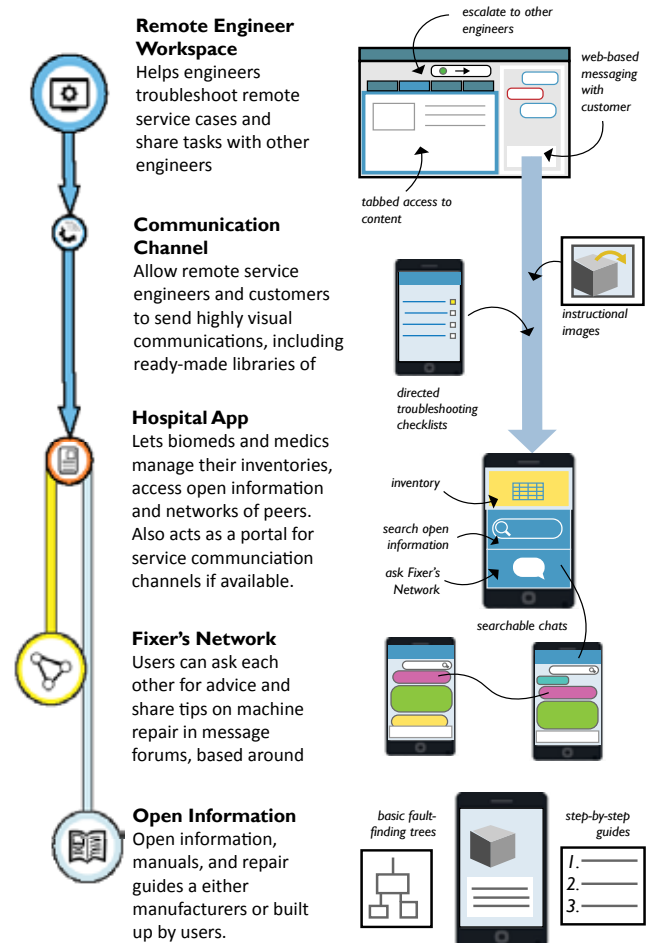 Remote Engineer
Workspace
Helps engineers
troubleshoot remote
service cases and
share tasks with other
engineers
escalate to other
engineers
web-based
messaging
with
customer
tabbed access to
content
Communication
Channel
Allow remote service
engineers and customers
to send highly visual
communications, including
ready-made libraries of
instructional
images
directed
troubleshooting
checklists
Hospital App
Lets biomeds and medics
manage their inventories,
access open information
and networks of peers.
Also acts as a portal for
service communciation
channels if available.
inventory
search open
information
ask Fixer's
Network
searchable chats
Fixer's Network
Users can ask each
other for advice and
share tips on machine
repair in message
forums, based around
Open Information
Open information,
manuals, and repair
guides a either
manufacturers or built
up by users.
basic fault-
finding trees
step-by-step
guides
1.
2.
3.